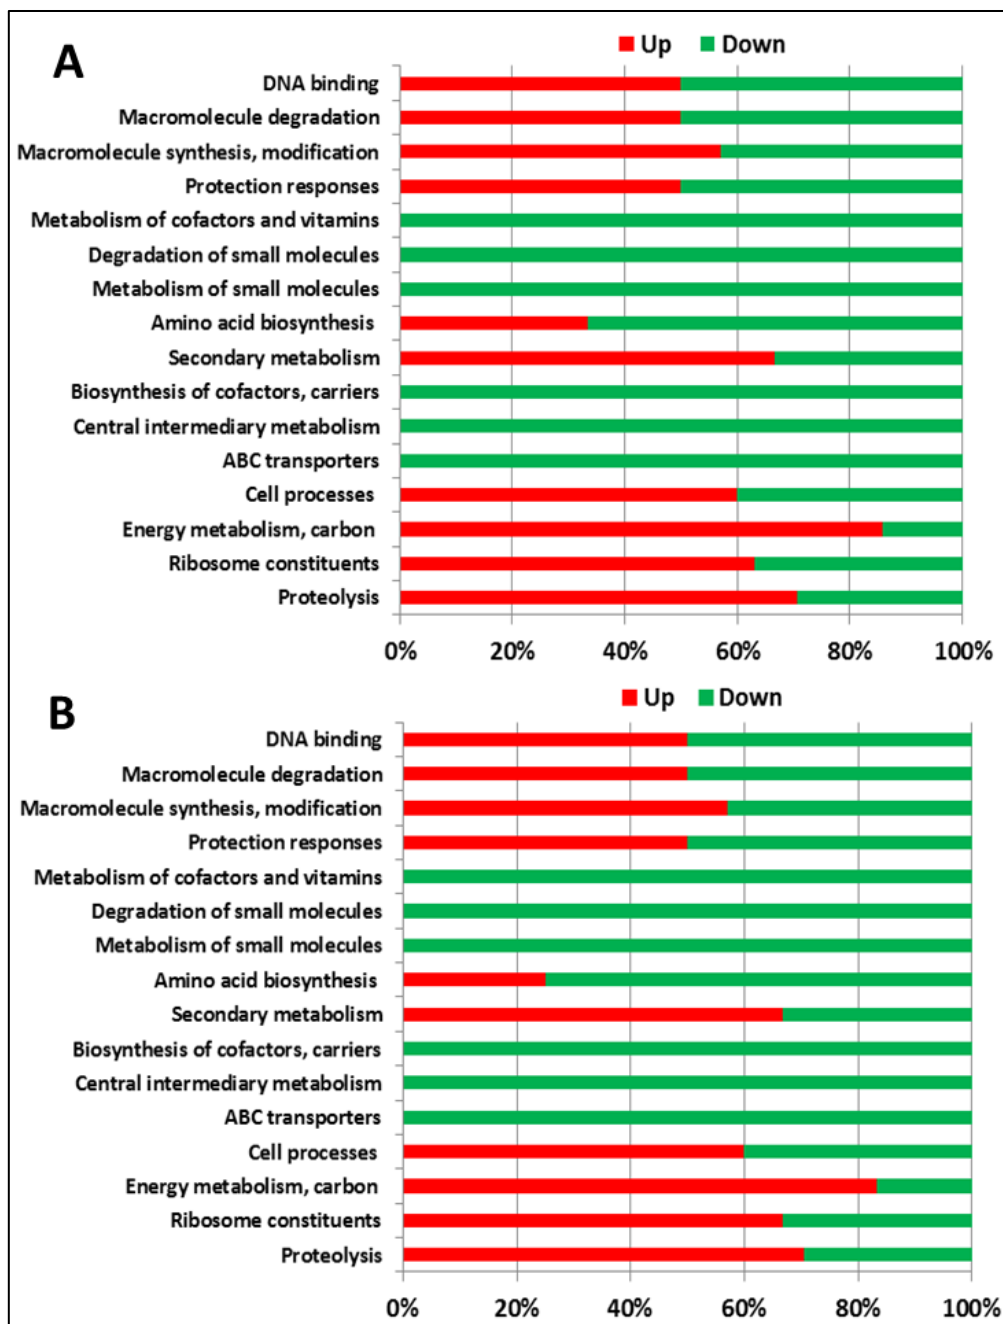 A
Up Down
DNA binding
Macromolecule degradation
Macromolecule synthesis, modification
Protection responses
Metabolism of cofactors and vitamins
Degradation of small molecules
Metabolism of small molecules
Amino acid biosynthesis
Secondary metabolism
Biosynthesis of cofactors, carriers
Central intermediary metabolism
ABC transporters
Cell processes
Energy metabolism, carbon
Ribosome constituents
Proteolysis
0% 20% 40% 60% 80% 100%
B
Up Down
DNA binding
Macromolecule degradation
Macromolecule synthesis, modification
Protection responses
Metabolism of cofactors and vitamins
Degradation of small molecules
Metabolism of small molecules
Amino acid biosynthesis
Secondary metabolism
Biosynthesis of cofactors, carriers
Central intermediary metabolism
ABC transporters
Cell processes
Energy metabolism, carbon
Ribosome constituents
Proteolysis
0% 20% 40% 60% 80% 100%